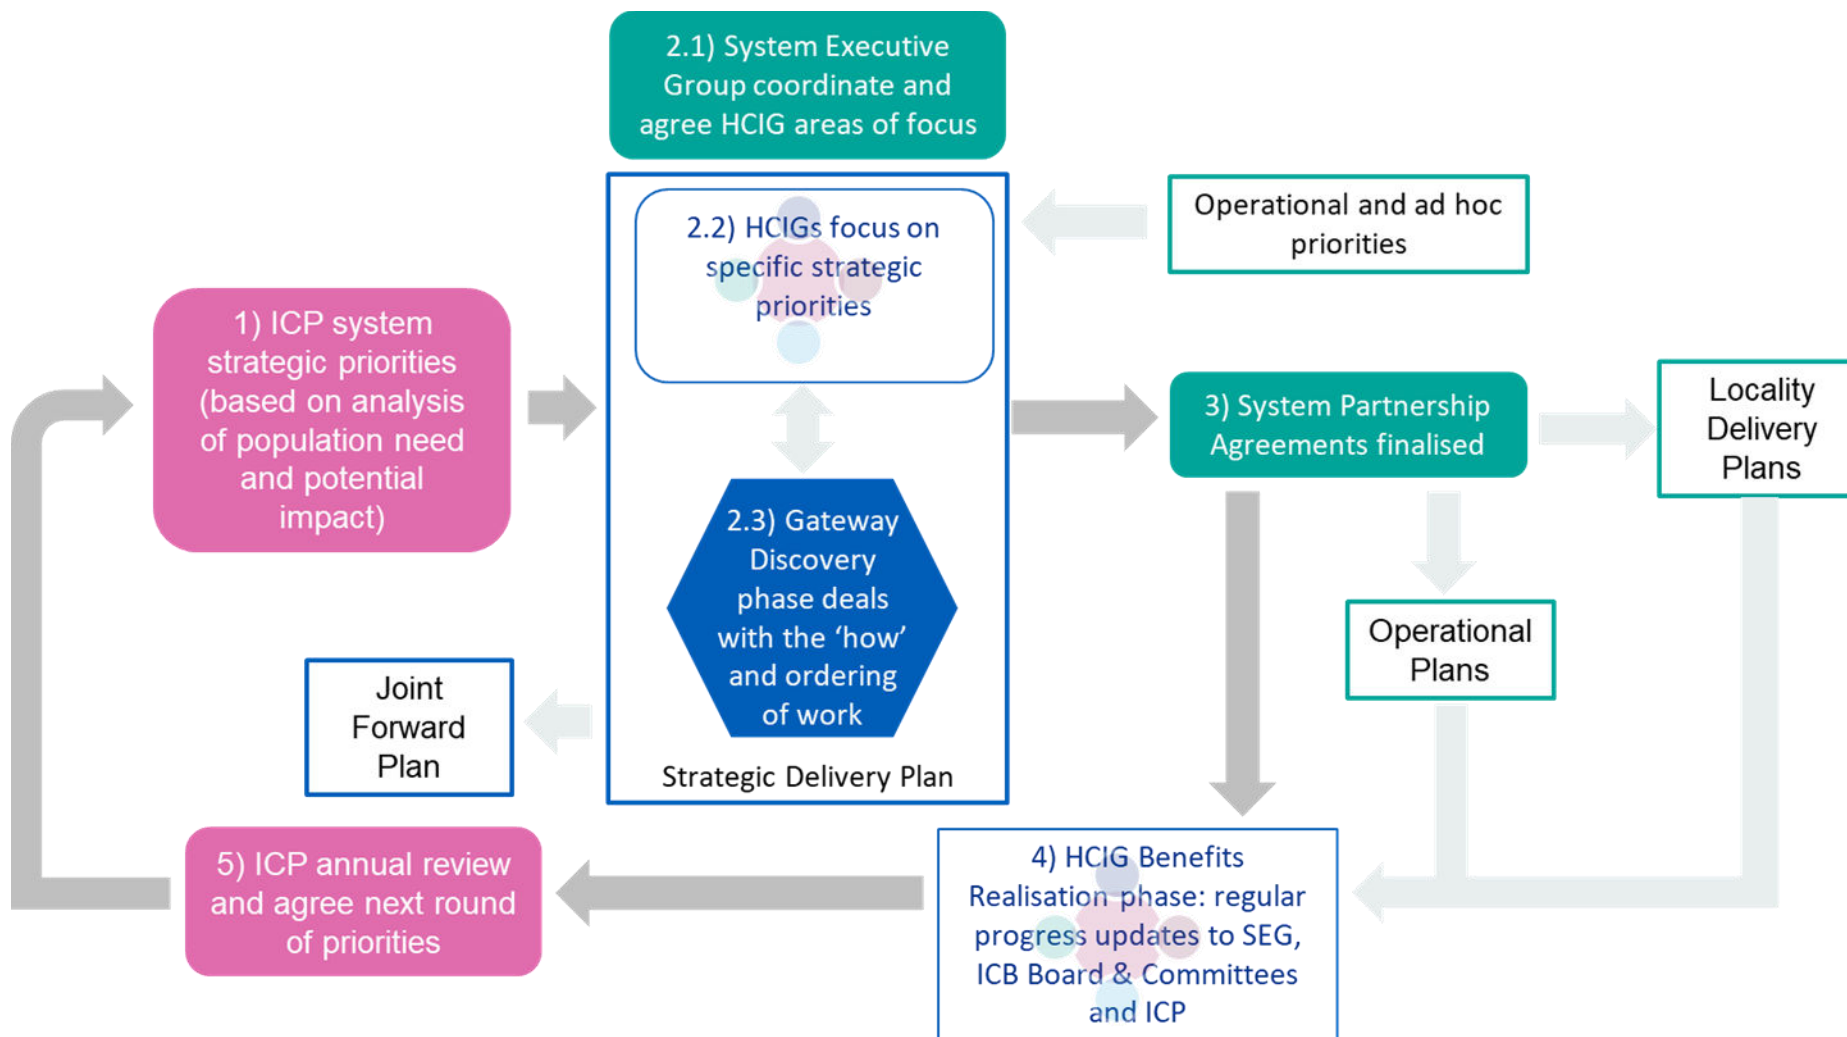 2.1) System Executive
Group coordinate and
agree HCIG areas of focus
2.2) HCIGs focus on
specific strategic
priorities
Operational and ad hoc
priorities
1) ICP system
strategic priorities
(based on analysis
of population need
and potential
impact)
3) System Partnership
Agreements finalised
Locality
Delivery
Plans
2.3) Gateway
Discovery
phase deals
with the ‘how’
and ordering
of work
Operational
Plans
Joint
Forward
Plan
Strategic Delivery Plan
5) ICP annual review
and agree next round
of priorities
4) HCIG Benefits
Realisation phase: regular
progress updates to SEG,
ICB Board & Committees
and ICP